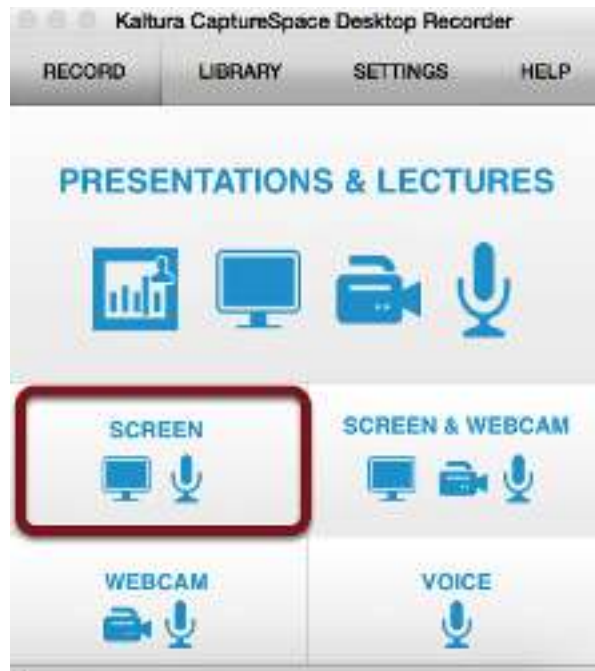 Kaltura CaptureSpace Desktop Recorder
RECORD LIBRARY SETTINGS HELP
PRESENTATIONS & LECTURES
SCREEN
SCREEN & WEBCAM
WEBCAM
VOICE